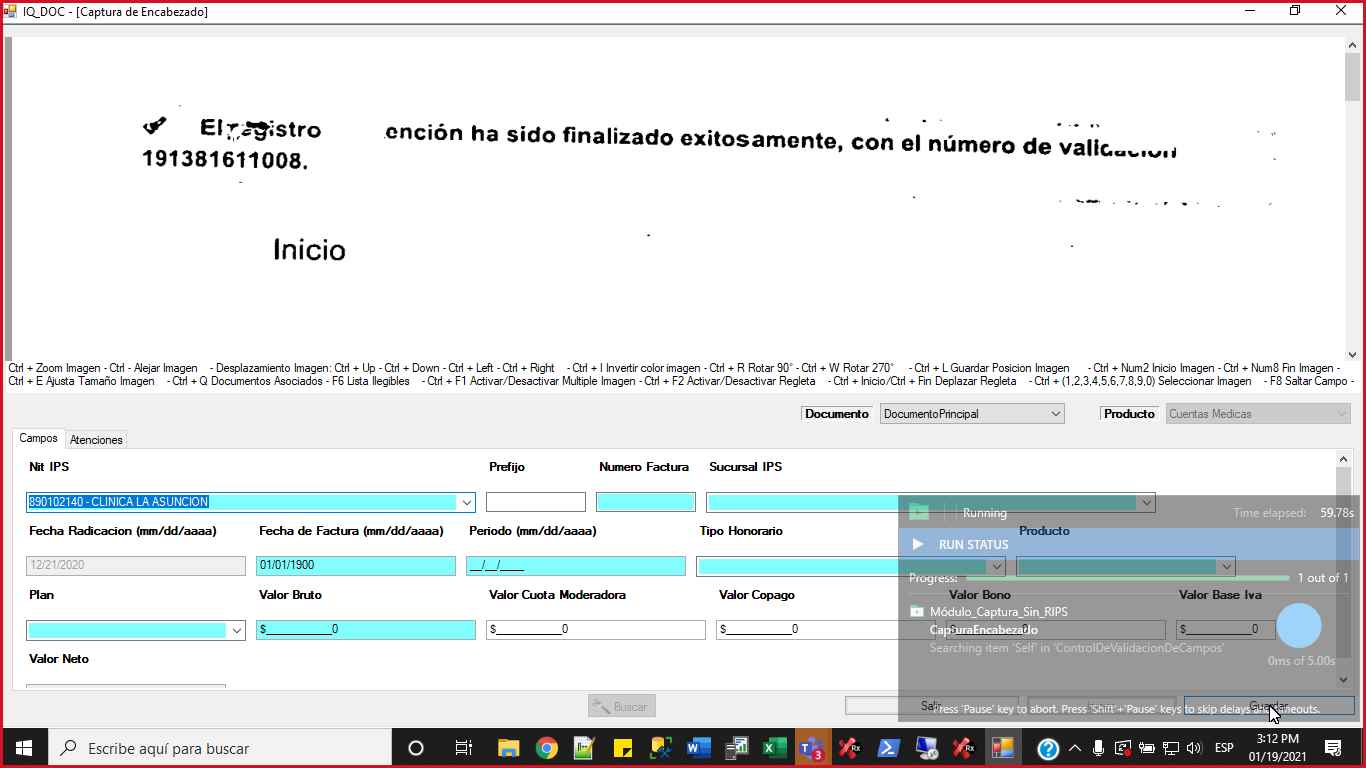 IQ_DOC - [Captura de Encabezado]
El registro ención ha sido finalizado exitosamente, con el número de validación
191381611008.
Inicio
Ctrl + Zoom Imagen - Ctrl - Alejar Imagen - Desplazamiento Imagen: Ctrl + Up - Ctrl + Down - Ctrl + Left - Ctrl + Right - Ctrl + I Invertir color imagen - Ctrl + R Rotar 90° - Ctrl + W Rotar 270° - Ctrl + L Guardar Posicion Imagen - Ctrl + Num2 Inicio Imagen - Ctrl + Num8 Fin Imagen -
Ctrl + E Ajusta Tamaño Imagen - Ctrl + Q Documentos Asociados - F6 Lista Ilegibles - Ctrl + F1 Activar/Desactivar Multiple Imagen - Ctrl + F2 Activar/Desactivar Regleta - Ctrl + Inicio/Ctrl + Fin Deplazar Regleta - Ctrl + (1,2,3,4,5,6,7,8,9,0) Seleccionar Imagen - F8 Saltar Campo -
Documento DocumentoPrincipal Producto Cuentas Medicas
Campos Atenciones
Nit IPS Prefijo Numero Factura Sucursal IPS
890102140 - CLINICA LA ASUNCION
Running Time elapsed: 59.78s
Fecha Radicacion (mm/dd/aaaa) Fecha de Factura (mm/dd/aaaa) Periodo (mm/dd/aaaa) Tipo Honorario Producto
RUN STATUS
12/21/2020 01/01/1900 __/__/____
Progress: 1 out of 1
Plan Valor Bruto Valor Cuota Moderadora Valor Copago Valor Bono Valor Base Iva
Módulo_Captura_Sin_RIPS
$__________0 $__________0 $__________0 $__________0
CapturaEncabezado
Searching item 'Self' in 'ControlDeValidacionDeCampos'
Valor Neto
0ms of 5.00s
Buscar Salir Guardar
Press 'Pause' key to abort. Press 'Shift'+'Pause' keys to skip delays and timeouts.
Escribe aquí para buscar
3
ESP
3:12 PM
01/19/2021